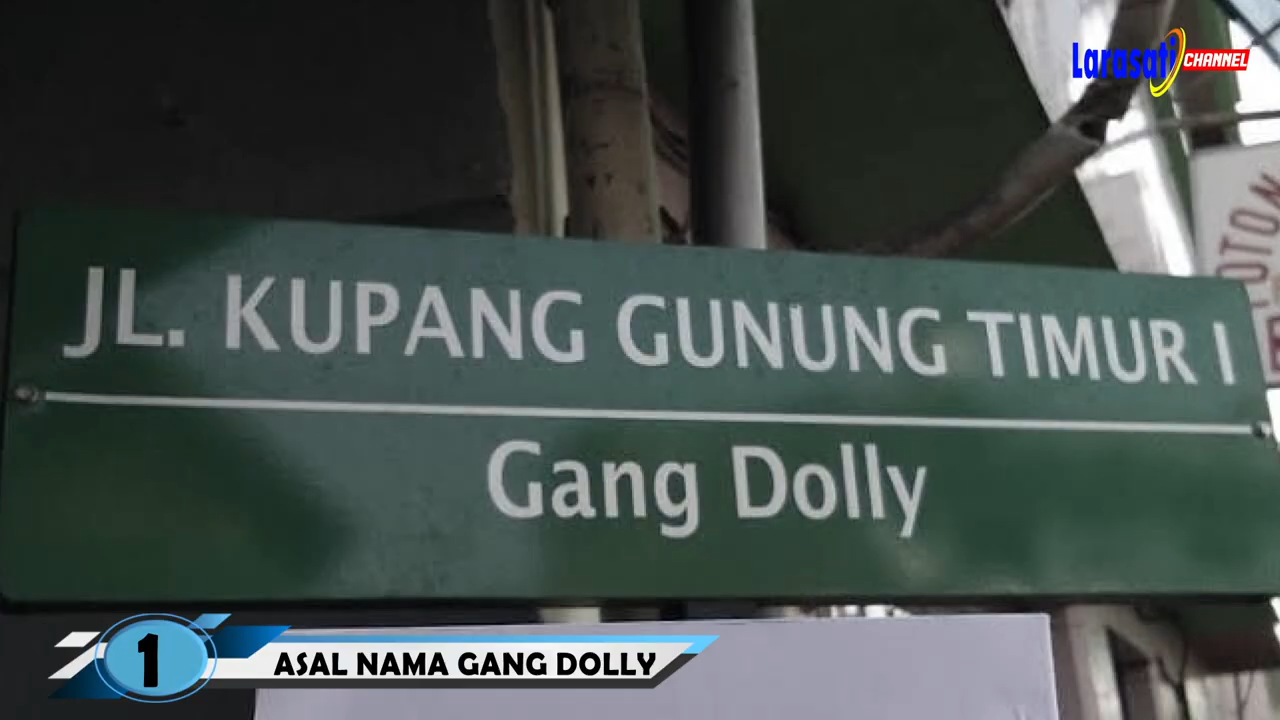 Larasati CHANNEL
JL. KUPANG GUNUNG TIMUR I
Gang Dolly
1
ASAL NAMA GANG DOLLY